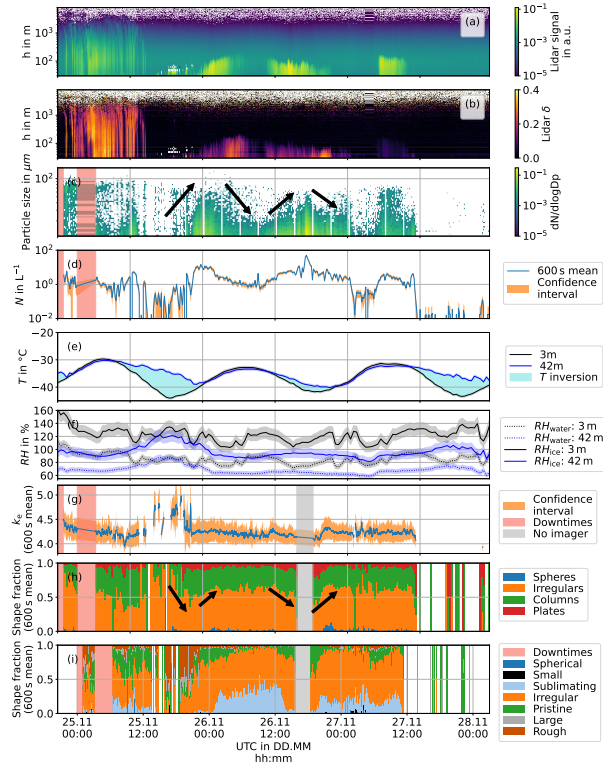 (a)
h in m
10³
10²
10⁻¹
10⁻⁵
Lidar signal
in a.u.
(b)
h in m
10³
10²
0.4
0.2
0.0
Lidar δ
(c)
Particle size in μm
10²
10⁻¹
10⁻⁵
dN/dlogDp
(d)
N in L⁻¹
10²
10⁰
10⁻²
600 s mean
Confidence
interval
(e)
T in °C
−20
−30
−40
3m
42m
T inversion
(f)
RH in %
160
140
120
100
80
60
RHwater: 3 m
RHwater: 42 m
RHice: 3 m
RHice: 42 m
(g)
kₑ
(600 s mean)
5.0
4.5
4.0
Confidence
interval
Downtimes
No imager
(h)
Shape fraction
(600 s mean)
1.0
0.5
0.0
Spheres
Irregulars
Columns
Plates
(i)
Shape fraction
(600 s mean)
1.0
0.5
0.0
Downtimes
Spherical
Small
Sublimating
Irregular
Pristine
Large
Rough
25.11
00:00
25.11
12:00
26.11
00:00
26.11
12:00
27.11
00:00
27.11
12:00
28.11
00:00
UTC in DD.MM
hh:mm